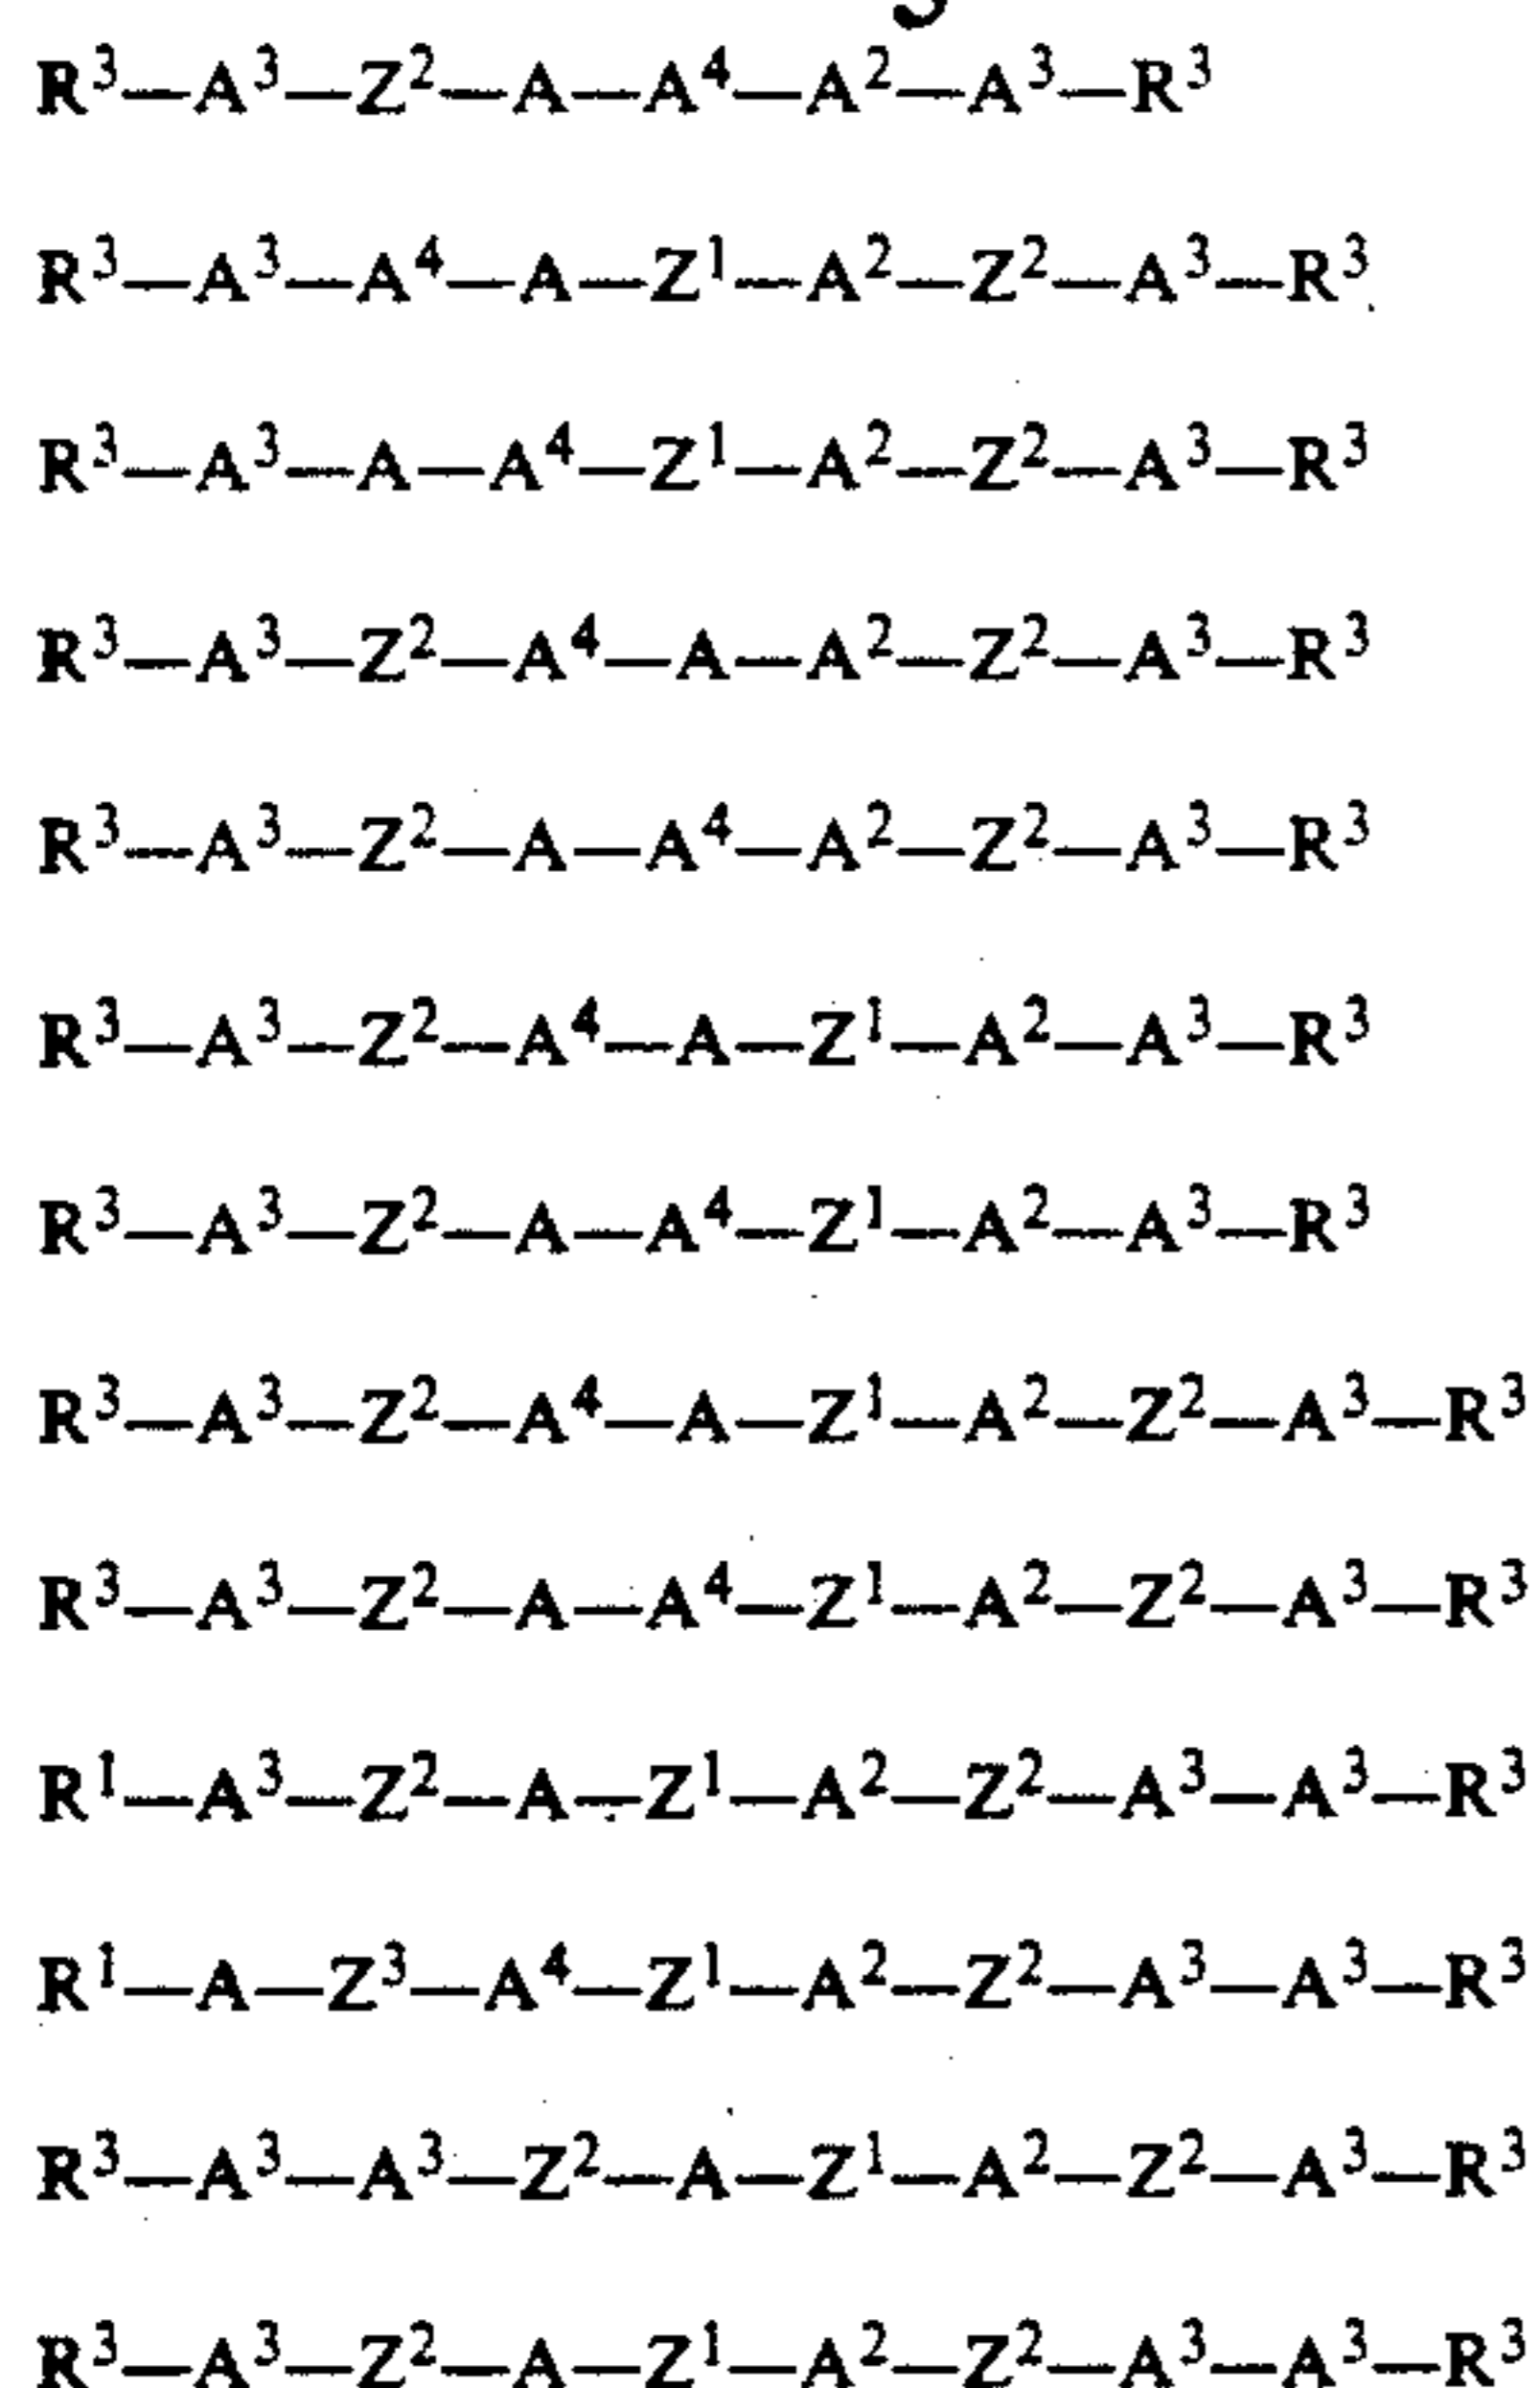 R³—A³—Z²—A—A⁴—A²—A³—R³
R³—A³—A⁴—A—Z¹—A²—Z²—A³—R³
R³—A³—A—A⁴—Z¹—A²—Z²—A³—R³
R³—A³—Z²—A⁴—A—A²—Z²—A³—R³
R³—A³—Z²—A—A⁴—A²—Z²—A³—R³
R³—A³—Z²—A⁴—A—Z¹—A²—A³—R³
R³—A³—Z²—A—A⁴—Z¹—A²—A³—R³
R³—A³—Z²—A⁴—A—Z¹—A²—Z²—A³—R³
R³—A³—Z²—A—A⁴—Z¹—A²—Z²—A³—R³
R¹—A³—Z²—A—Z¹—A²—Z²—A³—A³—R³
R¹—A—Z³—A⁴—Z¹—A²—Z²—A³—A³—R³
R³—A³—A³—Z²—A—Z¹—A²—Z²—A³—R³
R³—A³—Z²—A—Z¹—A²—Z²—A³—A³—R³